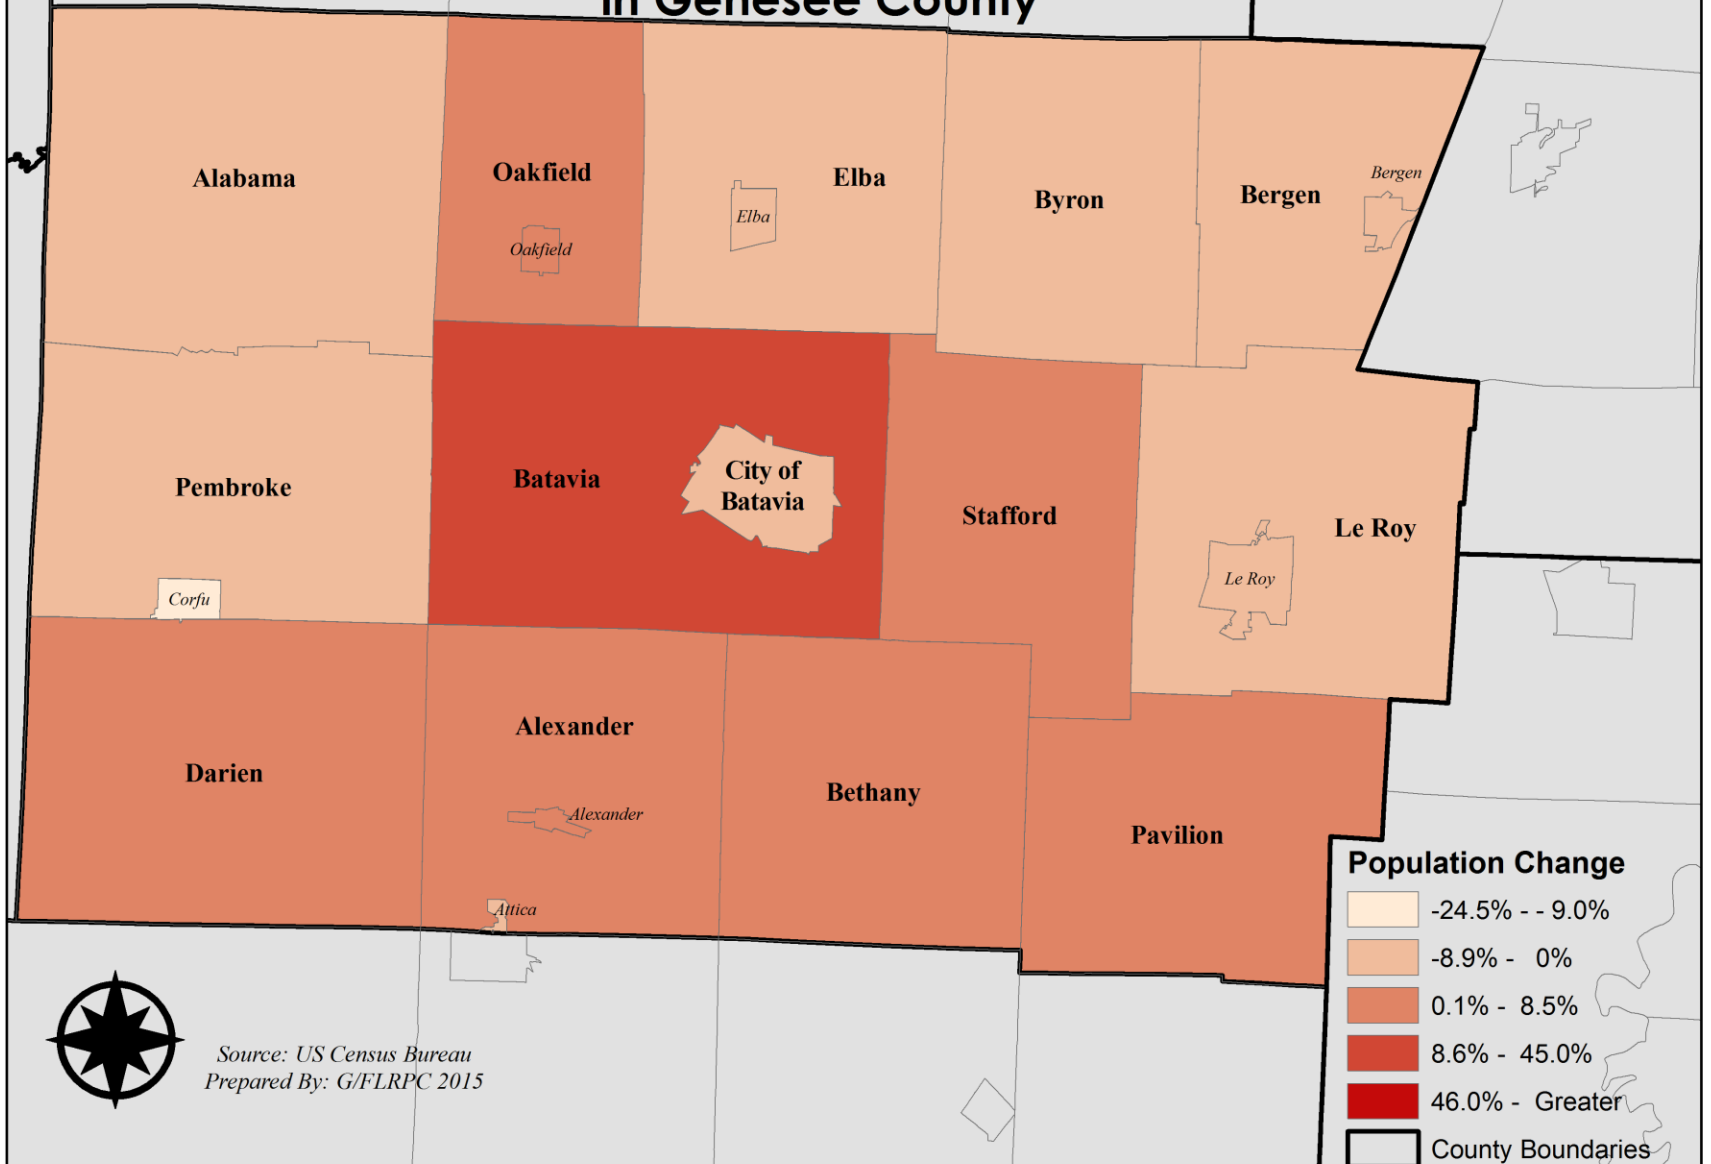 in Genesee County
Alabama
Oakfield
Oakfield
Elba
Elba
Byron
Bergen
Bergen
Pembroke
Corfu
Batavia
City of
Batavia
Stafford
Le Roy
Le Roy
Darien
Alexander
Alexander
Attica
Bethany
Pavilion
Population Change
-24.5% - - 9.0%
-8.9% - 0%
0.1% - 8.5%
8.6% - 45.0%
46.0% - Greater
County Boundaries
Source: US Census Bureau
Prepared By: G/FLRPC 2015